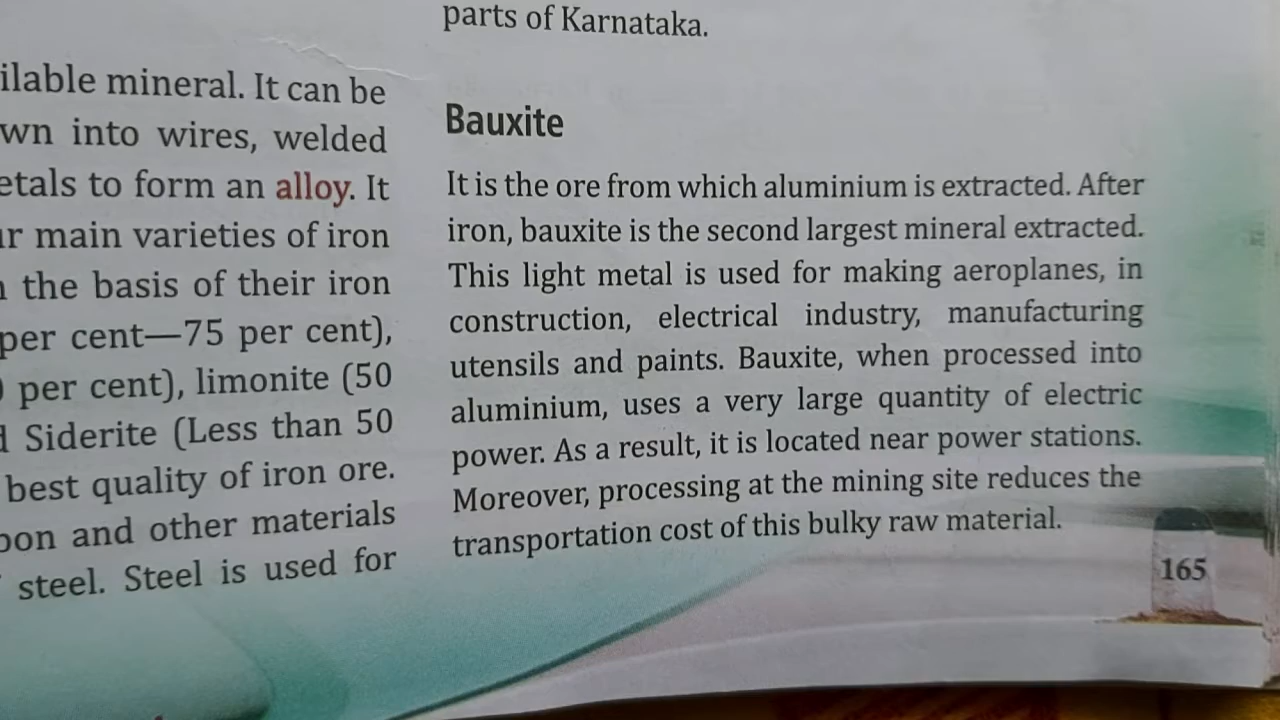 ilable mineral. It can be
wn into wires, welded
etals to form an alloy. It
ur main varieties of iron
the basis of their iron
per cent—75 per cent),
per cent), limonite (50
Siderite (Less than 50
best quality of iron ore.
bon and other materials
steel. Steel is used for
parts of Karnataka.
Bauxite
It is the ore from which aluminium is extracted. After
iron, bauxite is the second largest mineral extracted.
This light metal is used for making aeroplanes, in
construction, electrical industry, manufacturing
utensils and paints. Bauxite, when processed into
aluminium, uses a very large quantity of electric
power. As a result, it is located near power stations.
Moreover, processing at the mining site reduces the
transportation cost of this bulky raw material.
165